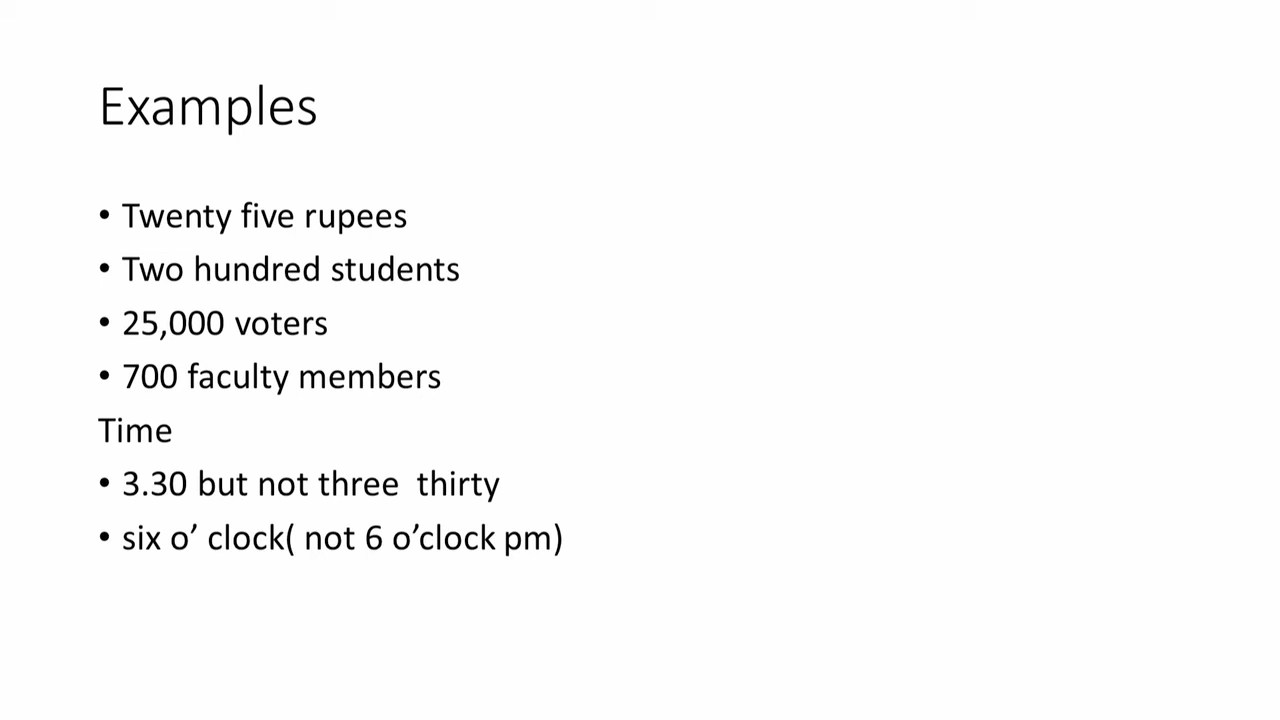 Examples
• Twenty five rupees
• Two hundred students
• 25,000 voters
• 700 faculty members
Time
• 3.30 but not three  thirty
• six o’ clock( not 6 o’clock pm)